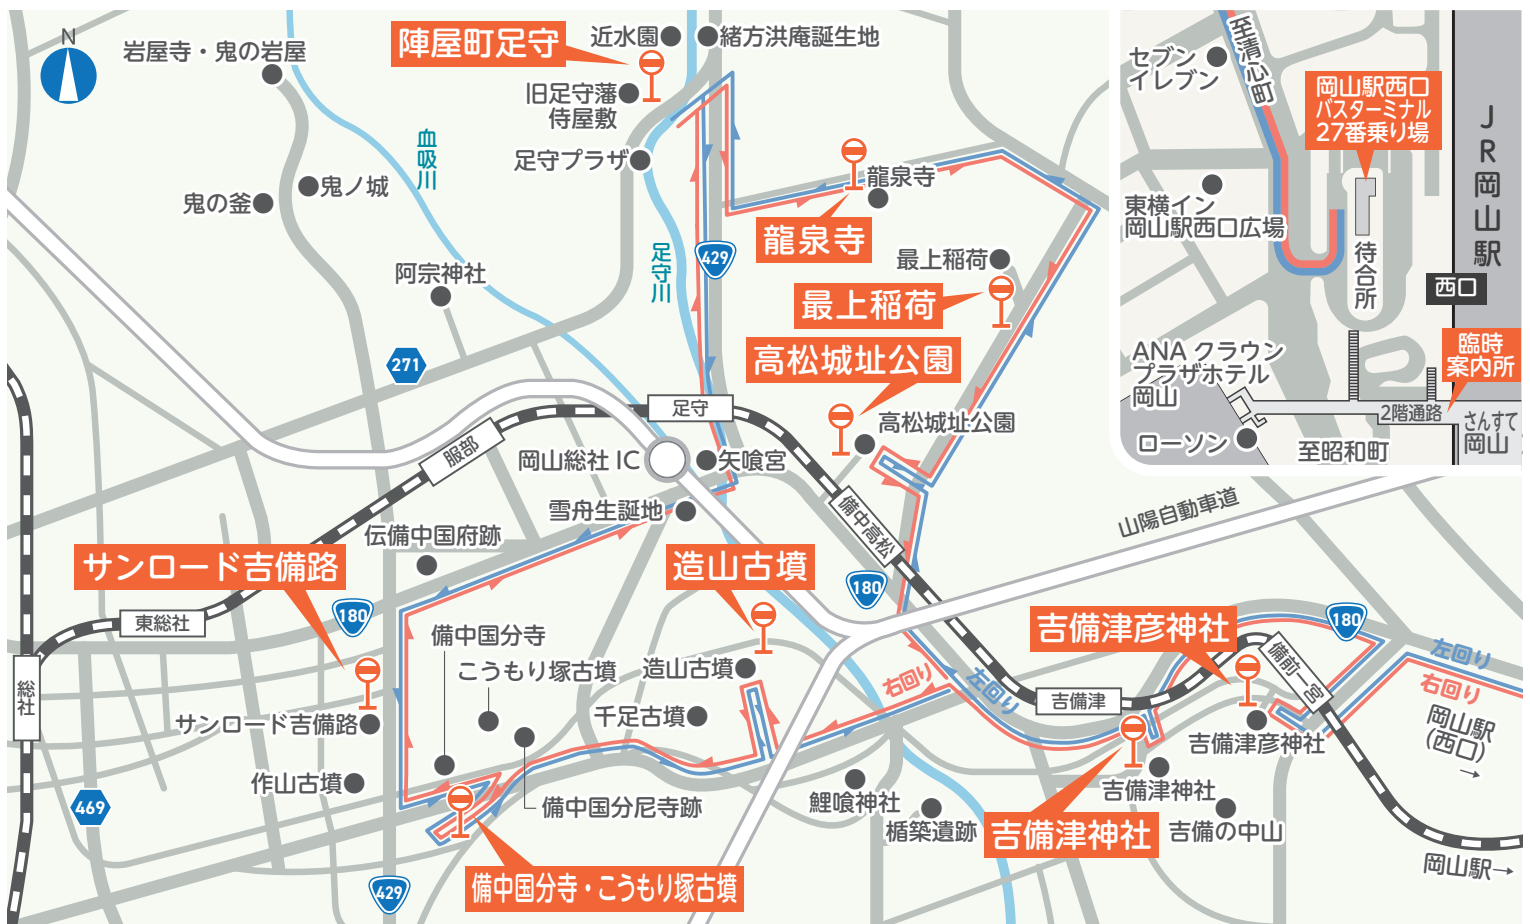 N
岩屋寺・鬼の岩屋
陣屋町足守
近水園
緒方洪庵誕生地
旧足守藩
侍屋敷
足守プラザ
血吸川
鬼ノ城
鬼の釜
龍泉寺
龍泉寺
足守川
429
最上稲荷
最上稲荷
阿宗神社
271
高松城址公園
高松城址公園
足守
服部
岡山総社 IC
矢喰宮
雪舟生誕地
備中高松
山陽自動車道
伝備中国府跡
サンロード吉備路
造山古墳
180
180
東総社
総社
備中国分寺
こうもり塚古墳
造山古墳
千足古墳
サンロード吉備路
作山古墳
469
備中国分尼寺跡
備中国分寺・こうもり塚古墳
429
右回り
左回り
吉備津
吉備津彦神社
180
備前一宮
左回り
右回り
岡山駅
(西口)
吉備津彦神社
吉備津神社
吉備津神社
吉備の中山
鯉喰神社
楯築遺跡
岡山駅
至清心町
セブン
イレブン
岡山駅西口
バスターミナル
27番乗り場
JR岡山駅
東横イン
岡山駅西口広場
待合所
西口
臨時
案内所
ANA クラウン
プラザホテル
岡山
2階通路
さんすて
岡山
ローソン
至昭和町